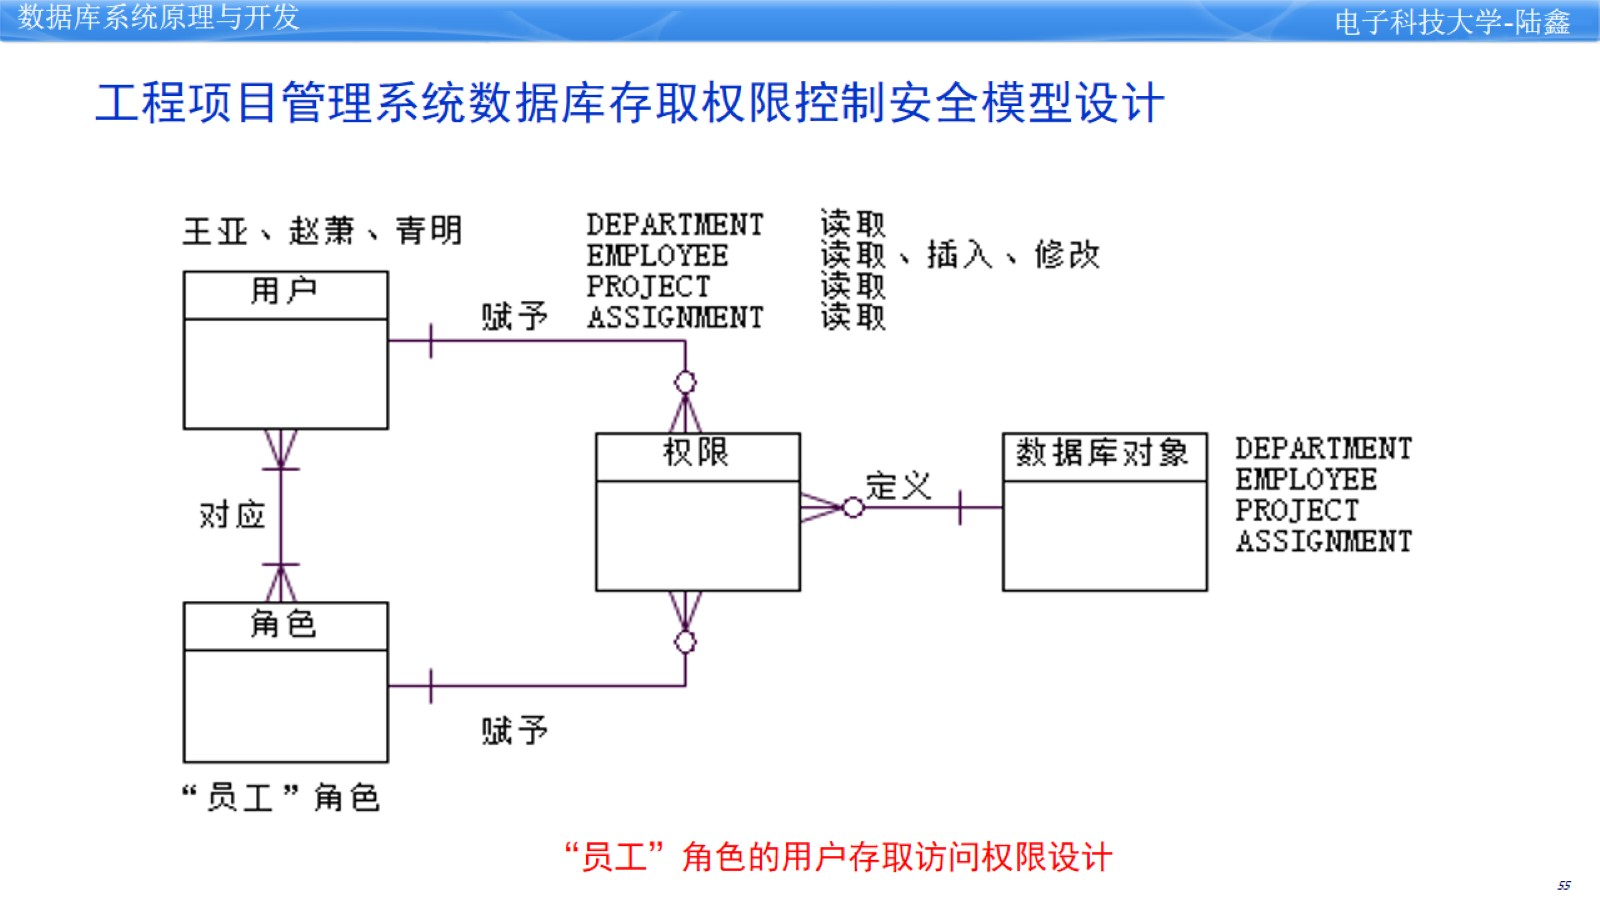 数据库系统原理与开发
电子科技大学-陆鑫
工程项目管理系统数据库存取权限控制安全模型设计
王亚、赵萧、青明
DEPARTMENT 读取
EMPLOYEE 读取、插入、修改
PROJECT 读取
ASSIGNMENT 读取
用户
赋予
权限
定义
数据库对象
DEPARTMENT
EMPLOYEE
PROJECT
ASSIGNMENT
对应
角色
赋予
“员工”角色
“员工”角色的用户存取访问权限设计
55